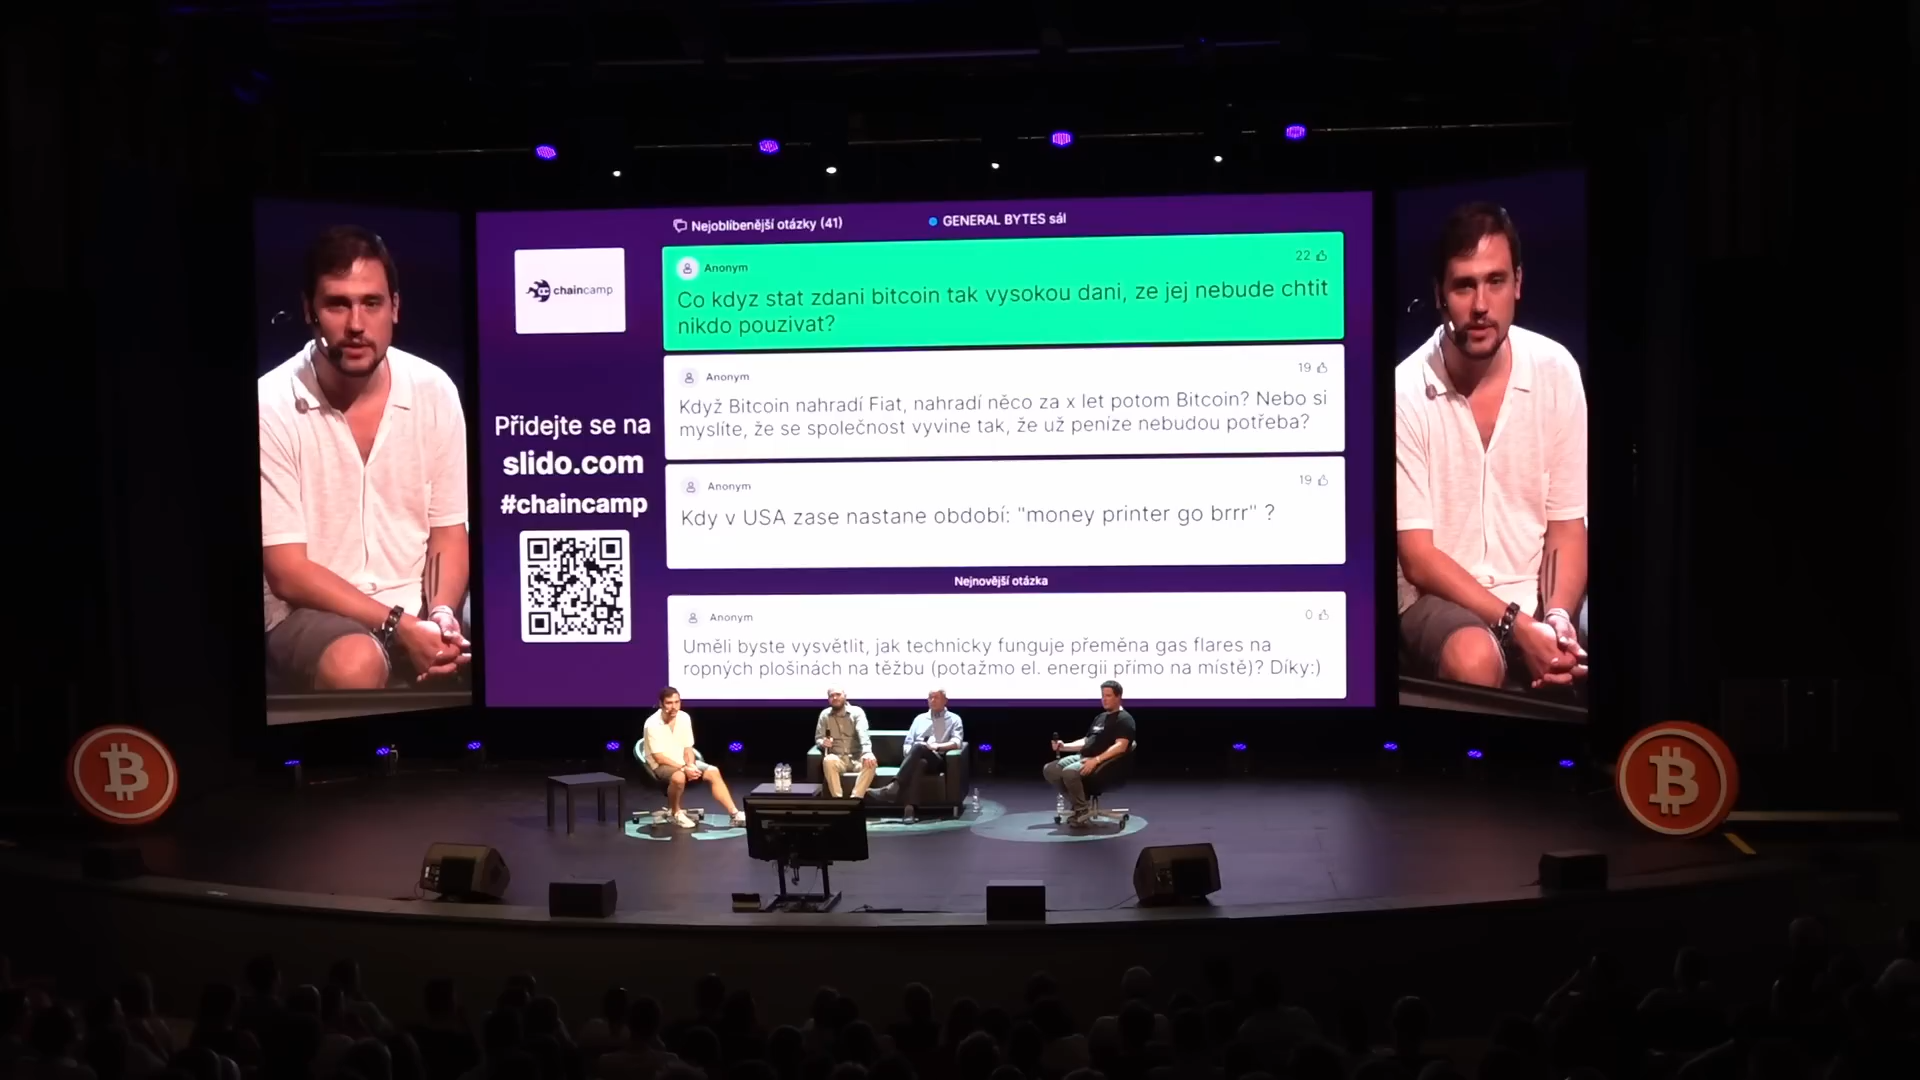 Nejoblíbenější otázky (41)
GENERAL BYTES sál
chaincamp
Přidejte se na
slido.com
#chaincamp
Anonym
22
Co kdyz stat zdani bitcoin tak vysokou dani, ze jej nebude chtit
nikdo pouzivat?
Anonym
19
Když Bitcoin nahradí Fiat, nahradí něco za x let potom Bitcoin? Nebo si
myslíte, že se společnost vyvine tak, že už peníze nebudou potřeba?
Anonym
19
Kdy v USA zase nastane období: "money printer go brrr" ?
Nejnovější otázka
Anonym
0
Uměli byste vysvětlit, jak technicky funguje přeměna gas flares na
ropných plošinách na těžbu (potažmo el. energii přímo na místě)? Díky:)